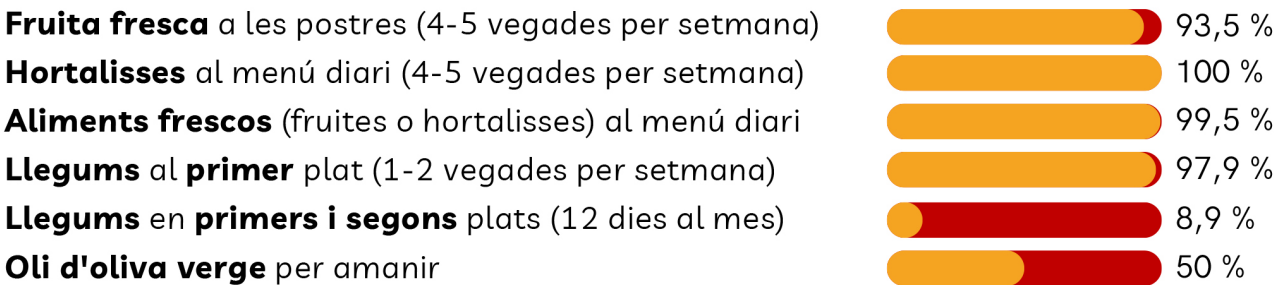 Fruita fresca a les postres (4-5 vegades per setmana) 93,5 %
Hortalisses al menú diari (4-5 vegades per setmana) 100 %
Aliments frescos (fruites o hortalisses) al menú diari 99,5 %
Llegums al primer plat (1-2 vegades per setmana) 97,9 %
Llegums en primers i segons plats (12 dies al mes) 8,9 %
Oli d'oliva verge per amanir 50 %